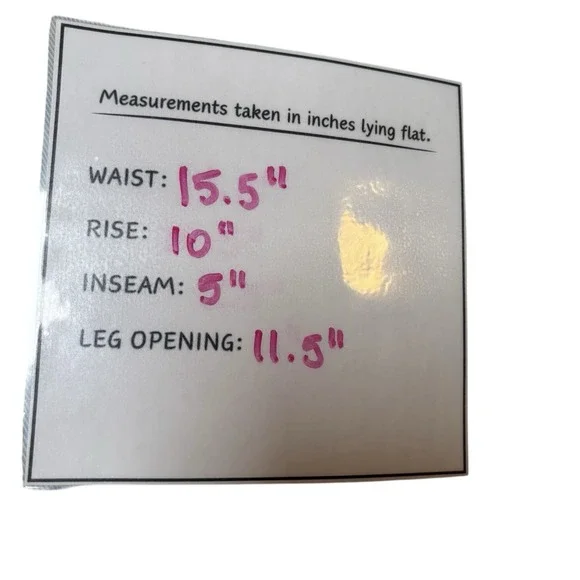 Measurements taken in inches lying flat.
WAIST: 15.5"
RISE: 10"
INSEAM: 5"
LEG OPENING: 11.5"